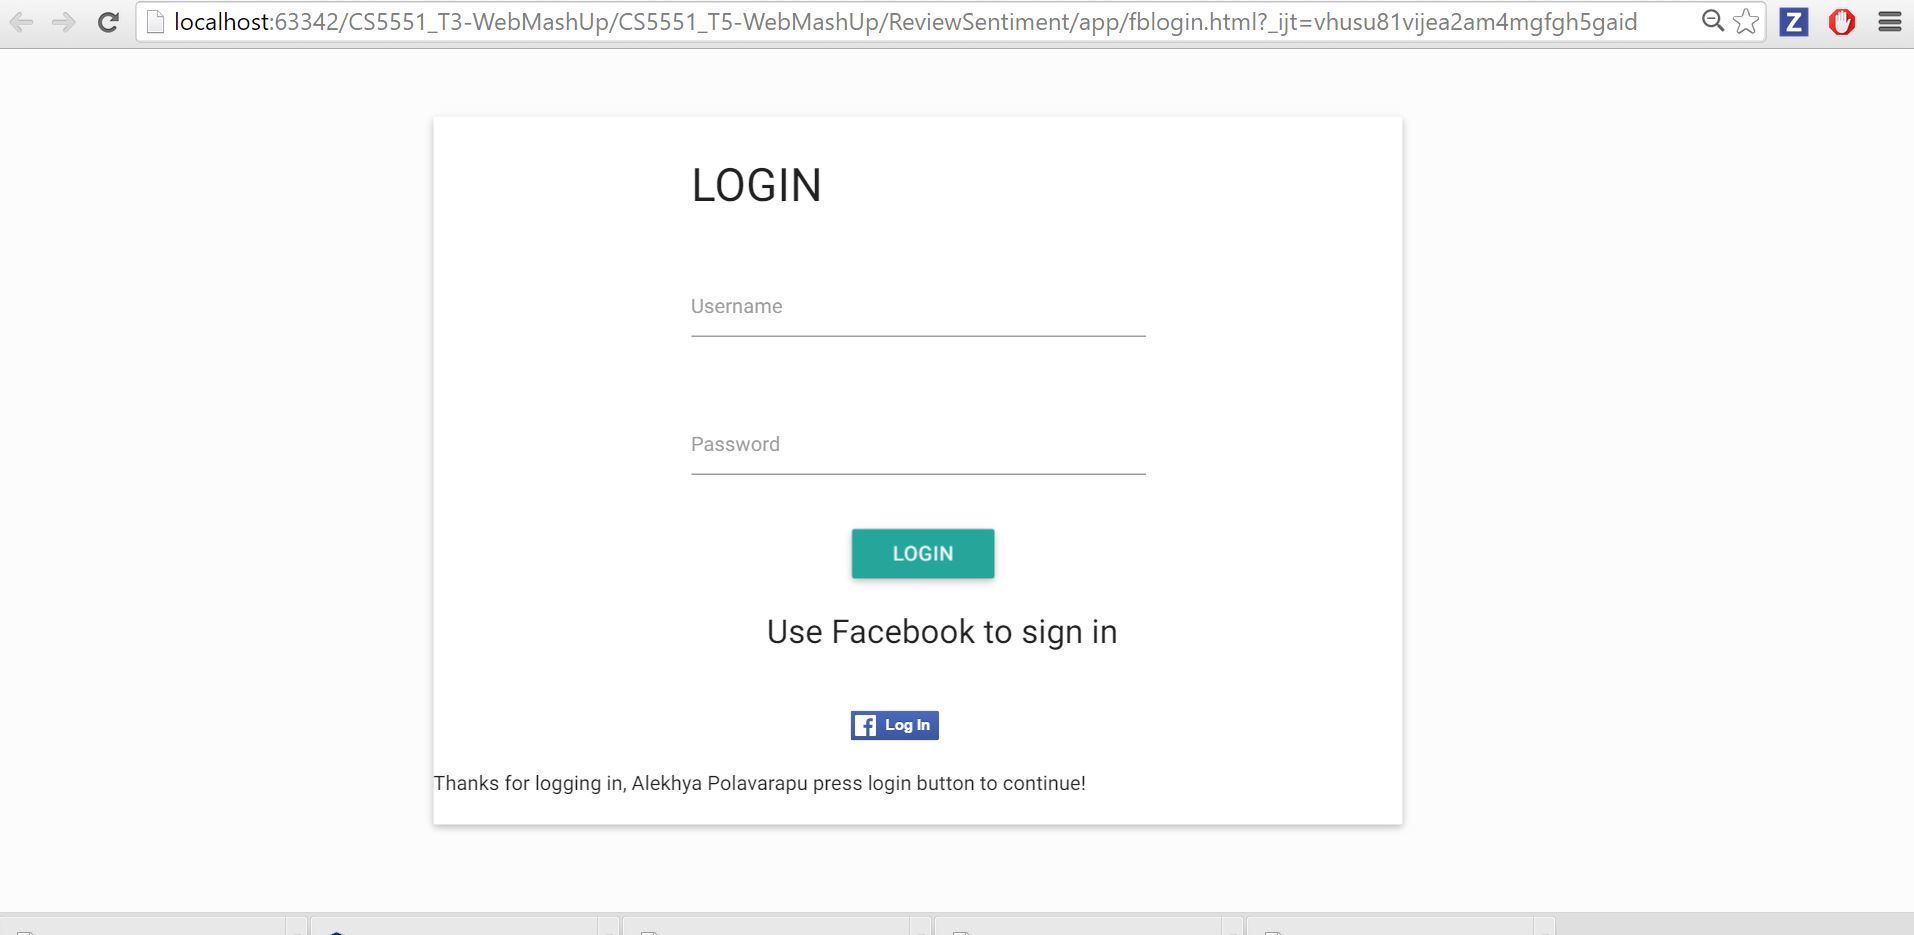 localhost:63342/CS5551_T3-WebMashUp/CS5551_T5-WebMashUp/ReviewSentiment/app/fblogin.html?_ijt=vhusu81vijea2am4mgfgh5gaid
Z
LOGIN
Username
Password
LOGIN
Use Facebook to sign in
f Log In
Thanks for logging in, Alekhya Polavarapu press login button to continue!